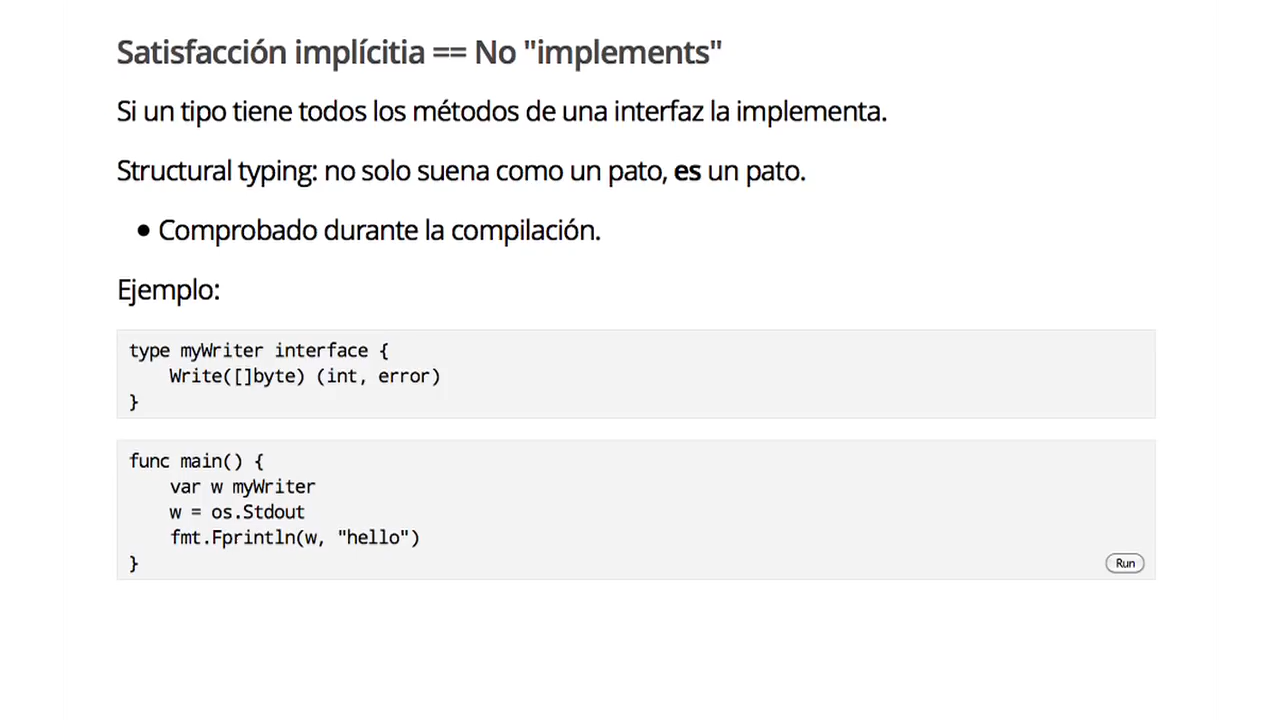 Satisfacción implícitia == No "implements"
Si un tipo tiene todos los métodos de una interfaz la implementa.
Structural typing: no solo suena como un pato, es un pato.
• Comprobado durante la compilación.
Ejemplo:
type myWriter interface {
    Write([]byte) (int, error)
}
func main() {
    var w myWriter
    w = os.Stdout
    fmt.Fprintln(w, "hello")
}
Run